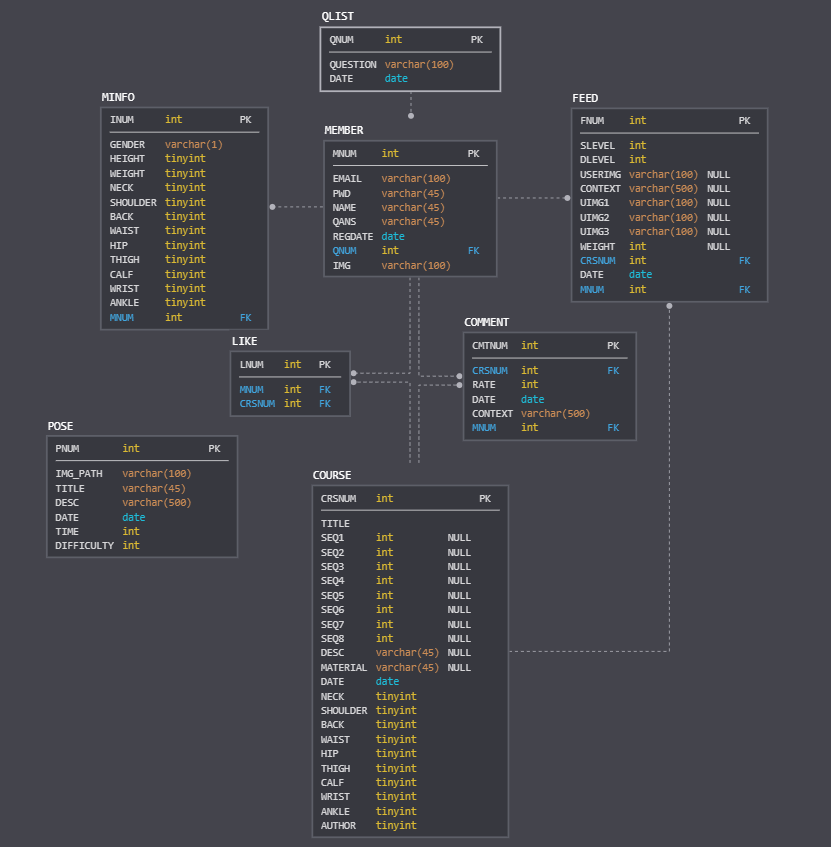 QLIST
QNUM int PK
QUESTION varchar(100)
DATE date
MINFO
INUM int PK
GENDER varchar(1)
HEIGHT tinyint
WEIGHT tinyint
NECK tinyint
SHOULDER tinyint
BACK tinyint
WAIST tinyint
HIP tinyint
THIGH tinyint
CALF tinyint
WRIST tinyint
ANKLE tinyint
MNUM int FK
MEMBER
MNUM int PK
EMAIL varchar(100)
PWD varchar(45)
NAME varchar(45)
QANS varchar(45)
REGDATE date
QNUM int FK
IMG varchar(100)
FEED
FNUM int PK
SLEVEL int
DLEVEL int
USERIMG varchar(100) NULL
CONTEXT varchar(500) NULL
UIMG1 varchar(100) NULL
UIMG2 varchar(100) NULL
UIMG3 varchar(100) NULL
WEIGHT int NULL
CRSNUM int FK
DATE date
MNUM int FK
LIKE
LNUM int PK
MNUM int FK
CRSNUM int FK
COMMENT
CMTNUM int PK
CRSNUM int FK
RATE int
DATE date
CONTEXT varchar(500)
MNUM int FK
POSE
PNUM int PK
IMG_PATH varchar(100)
TITLE varchar(45)
DESC varchar(500)
DATE date
TIME int
DIFFICULTY int
COURSE
CRSNUM int PK
TITLE
SEQ1 int NULL
SEQ2 int NULL
SEQ3 int NULL
SEQ4 int NULL
SEQ5 int NULL
SEQ6 int NULL
SEQ7 int NULL
SEQ8 int NULL
DESC varchar(45) NULL
MATERIAL varchar(45) NULL
DATE date
NECK tinyint
SHOULDER tinyint
BACK tinyint
WAIST tinyint
HIP tinyint
THIGH tinyint
CALF tinyint
WRIST tinyint
ANKLE tinyint
AUTHOR tinyint